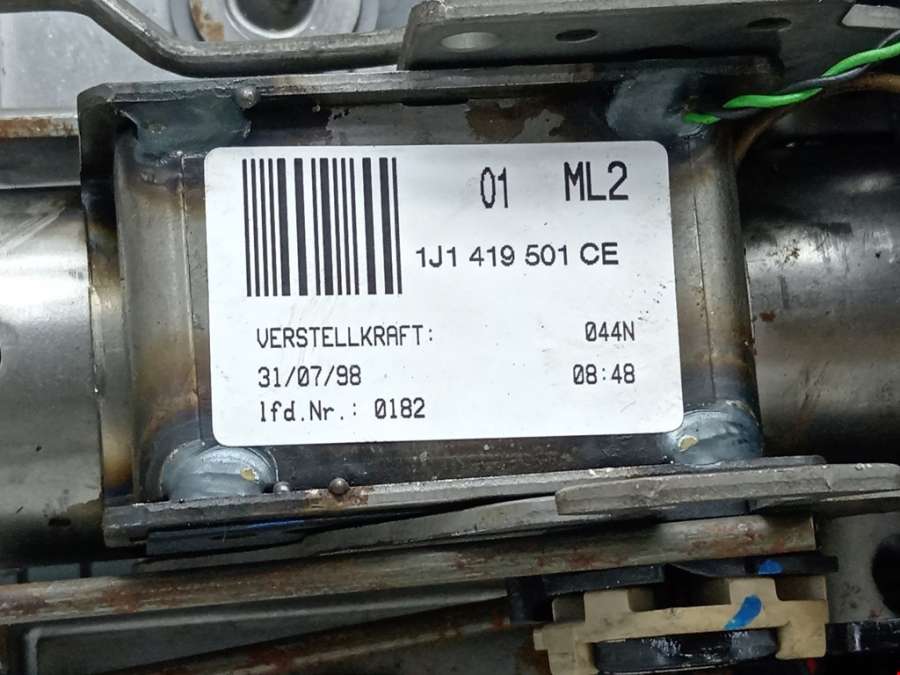 01 ML2
1J1 419 501 CE
VERSTELLKRAFT: 044N
31/07/98 08:48
lfd.Nr.: 0182